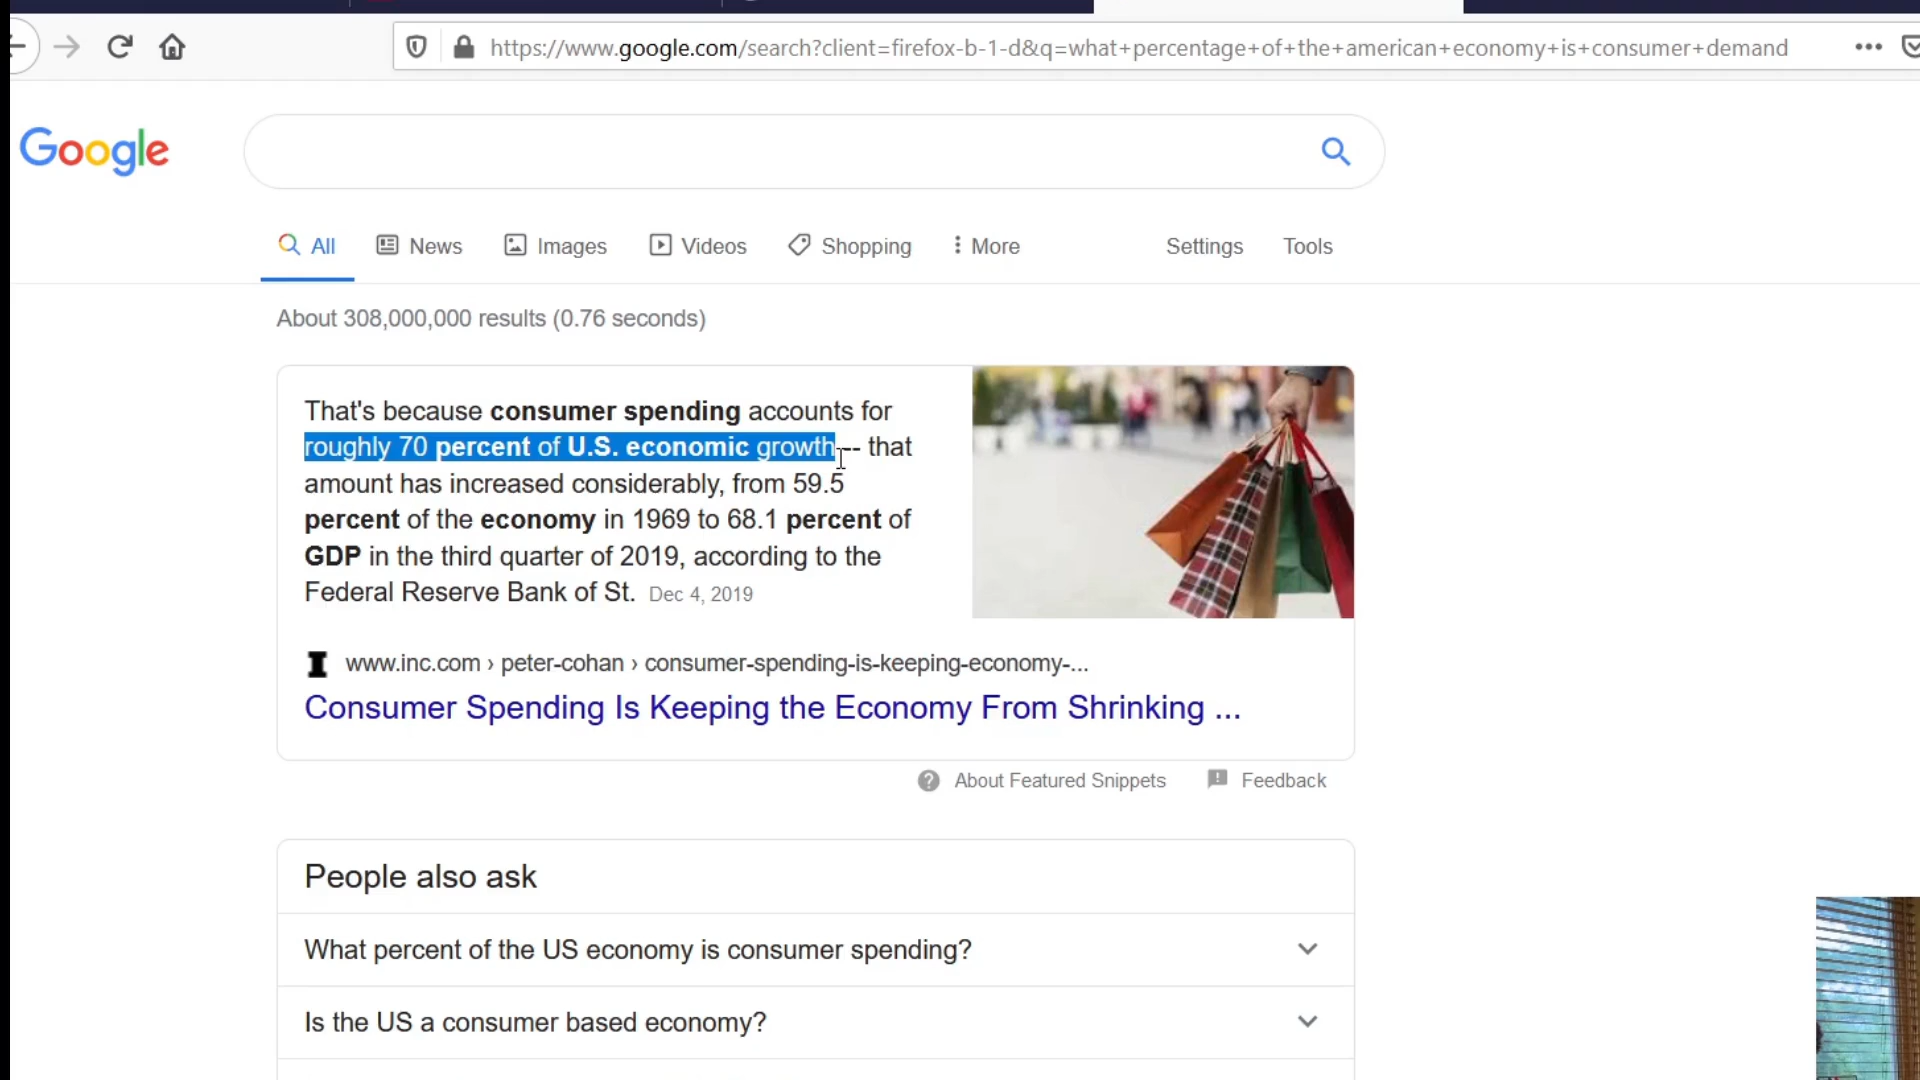 https://www.google.com/search?client=firefox-b-1-d&q=what+percentage+of+the+american+economy+is+consumer+demand
Google
All News Images Videos Shopping More Settings Tools
About 308,000,000 results (0.76 seconds)
That's because consumer spending accounts for
roughly 70 percent of U.S. economic growth -- that
amount has increased considerably, from 59.5
percent of the economy in 1969 to 68.1 percent of
GDP in the third quarter of 2019, according to the
Federal Reserve Bank of St. Dec 4, 2019
www.inc.com › peter-cohan › consumer-spending-is-keeping-economy-...
Consumer Spending Is Keeping the Economy From Shrinking ...
About Featured Snippets Feedback
People also ask
What percent of the US economy is consumer spending?
Is the US a consumer based economy?